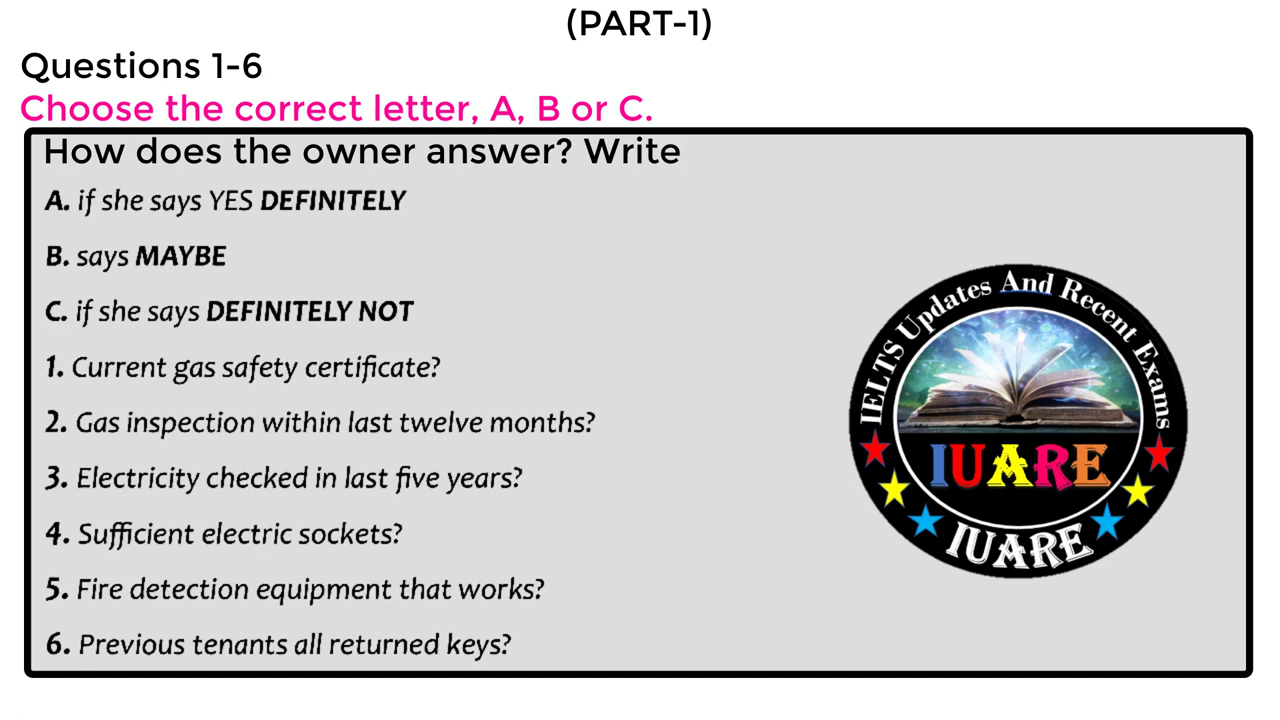 (PART-1)
Questions 1-6
Choose the correct letter, A, B or C.
How does the owner answer? Write
A. if she says YES DEFINITELY
B. says MAYBE
C. if she says DEFINITELY NOT
1. Current gas safety certificate?
2. Gas inspection within last twelve months?
3. Electricity checked in last five years?
4. Sufficient electric sockets?
5. Fire detection equipment that works?
6. Previous tenants all returned keys?
IELTS Updates And Recent Exams
IUARE
IUARE